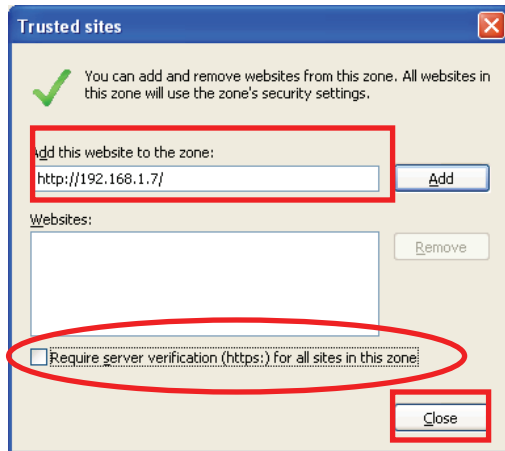 Trusted sites
You can add and remove websites from this zone. All websites in
this zone will use the zone's security settings.
Add this website to the zone:
http://192.168.1.7/
Add
Websites:
Remove
Require server verification (https:) for all sites in this zone
Close